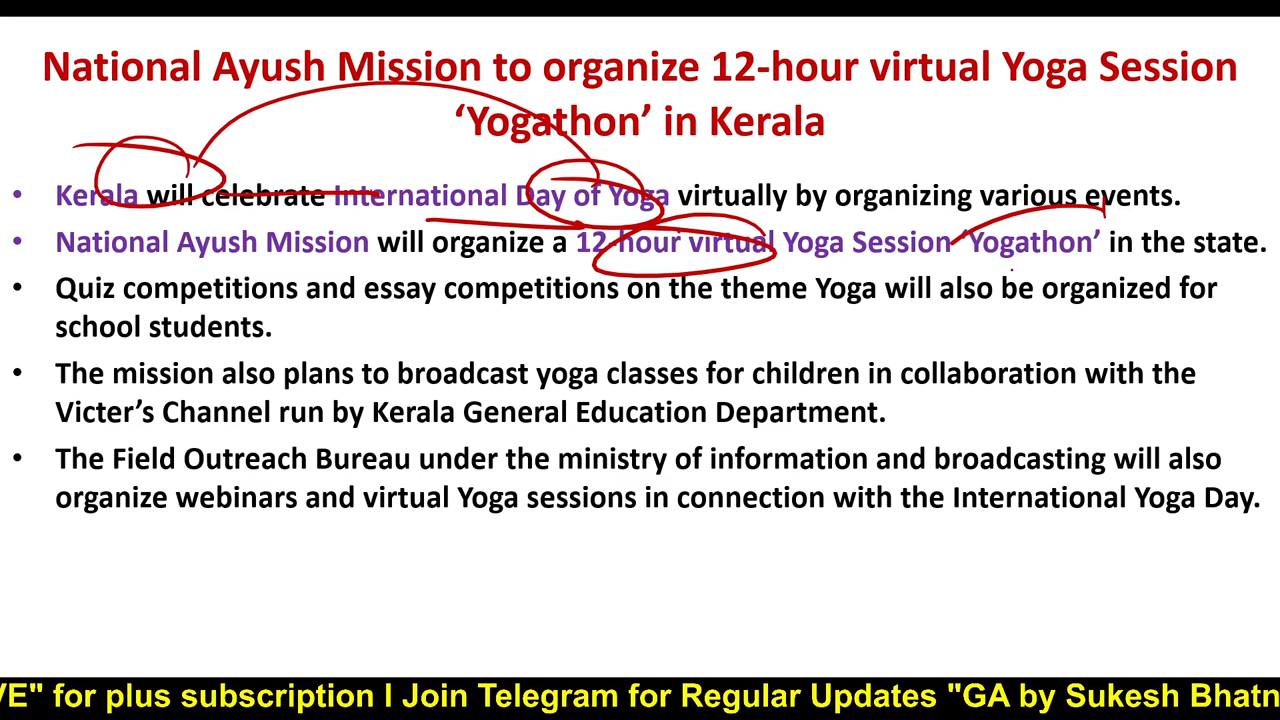 National Ayush Mission to organize 12-hour virtual Yoga Session
‘Yogathon’ in Kerala
• Kerala will celebrate International Day of Yoga virtually by organizing various events.
• National Ayush Mission will organize a 12-hour virtual Yoga Session ‘Yogathon’ in the state.
• Quiz competitions and essay competitions on the theme Yoga will also be organized for
school students.
• The mission also plans to broadcast yoga classes for children in collaboration with the
Victer’s Channel run by Kerala General Education Department.
• The Field Outreach Bureau under the ministry of information and broadcasting will also
organize webinars and virtual Yoga sessions in connection with the International Yoga Day.
VE" for plus subscription I Join Telegram for Regular Updates "GA by Sukesh Bhatn